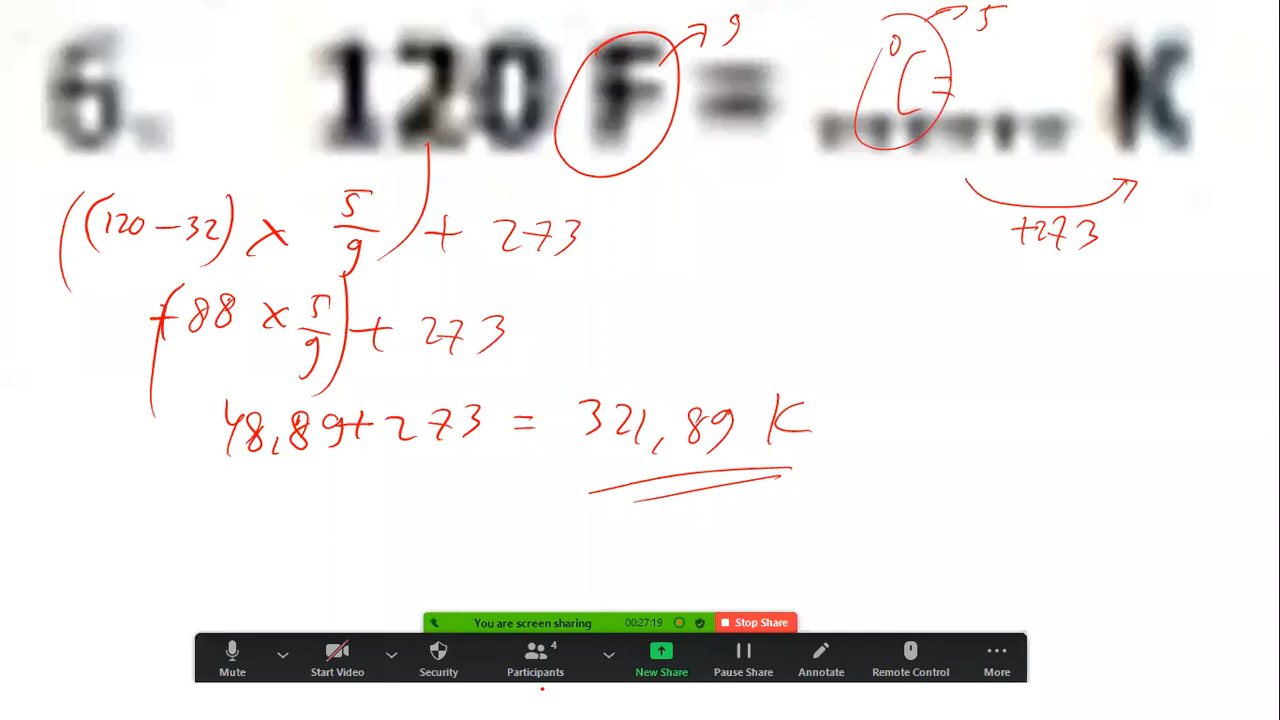 6. 120 F = ...... K
9
°C =
5
+273
((120 - 32) x 5/9) + 273
(88 x 5/9) + 273
48,89 + 273 = 321,89 K
You are screen sharing 00:27:19 Stop Share
4
Mute Start Video Security Participants New Share Pause Share Annotate Remote Control More